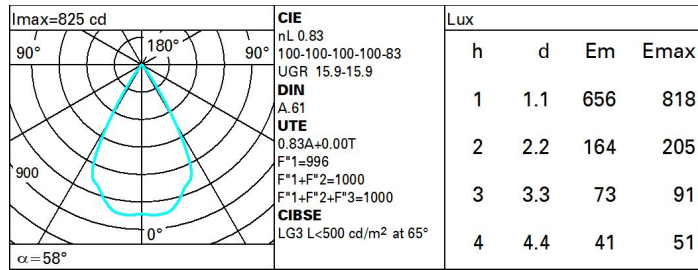 Imax=825 cd
90°
180°
90°
900
0°
α=58°
CIE
nL 0.83
100-100-100-100-83
UGR 15.9-15.9
DIN
A.61
UTE
0.83A+0.00T
F"1=996
F"1+F"2=1000
F"1+F"2+F"3=1000
CIBSE
LG3 L<500 cd/m² at 65°
Lux
h d Em Emax
1 1.1 656 818
2 2.2 164 205
3 3.3 73 91
4 4.4 41 51